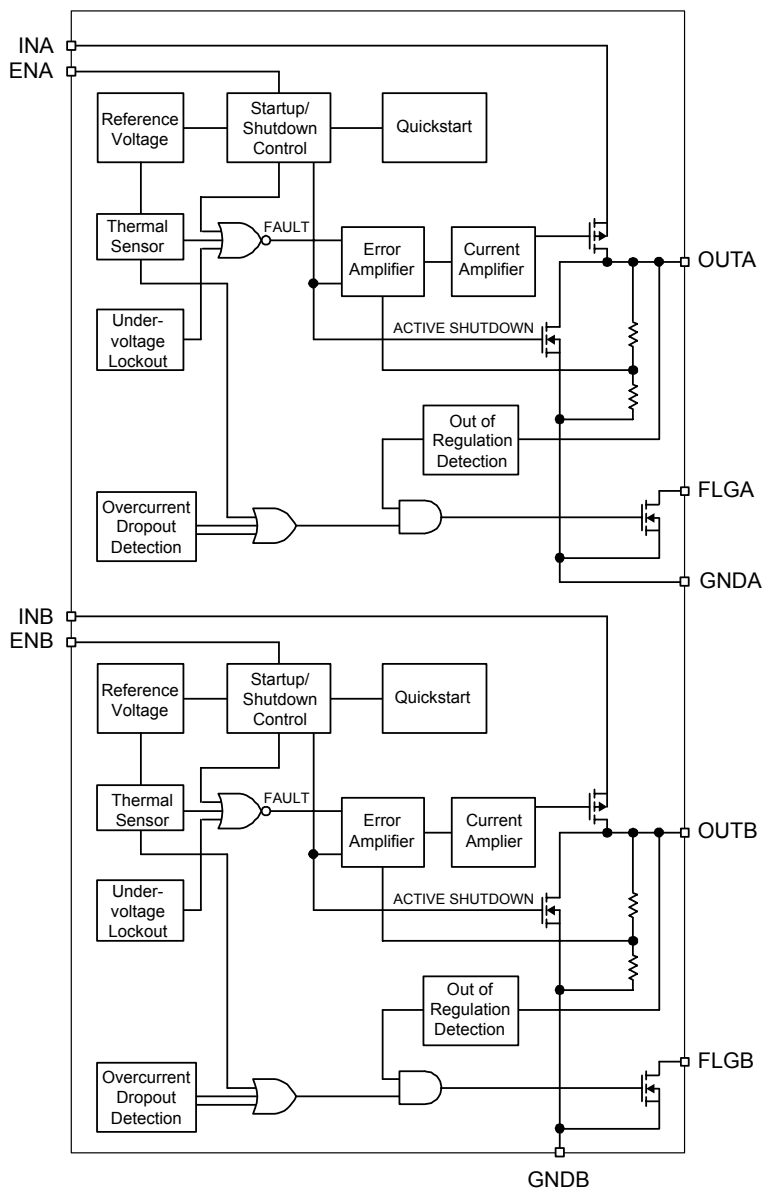 INA
ENA
Reference
Voltage
Startup/
Shutdown
Control
Quickstart
Thermal
Sensor
FAULT
Error
Amplifier
Current
Amplifier
OUTA
Under-
voltage
Lockout
ACTIVE SHUTDOWN
Out of
Regulation
Detection
Overcurrent
Dropout
Detection
FLGA
GNDA
INB
ENB
Reference
Voltage
Startup/
Shutdown
Control
Quickstart
Thermal
Sensor
FAULT
Error
Amplifier
Current
Amplier
OUTB
Under-
voltage
Lockout
ACTIVE SHUTDOWN
Out of
Regulation
Detection
Overcurrent
Dropout
Detection
FLGB
GNDB